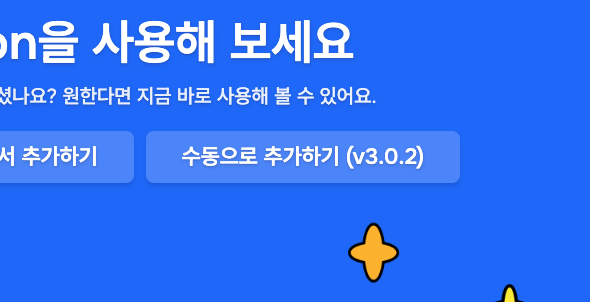 on을 사용해 보세요
셨나요? 원한다면 지금 바로 사용해 볼 수 있어요.
서 추가하기
수동으로 추가하기 (v3.0.2)